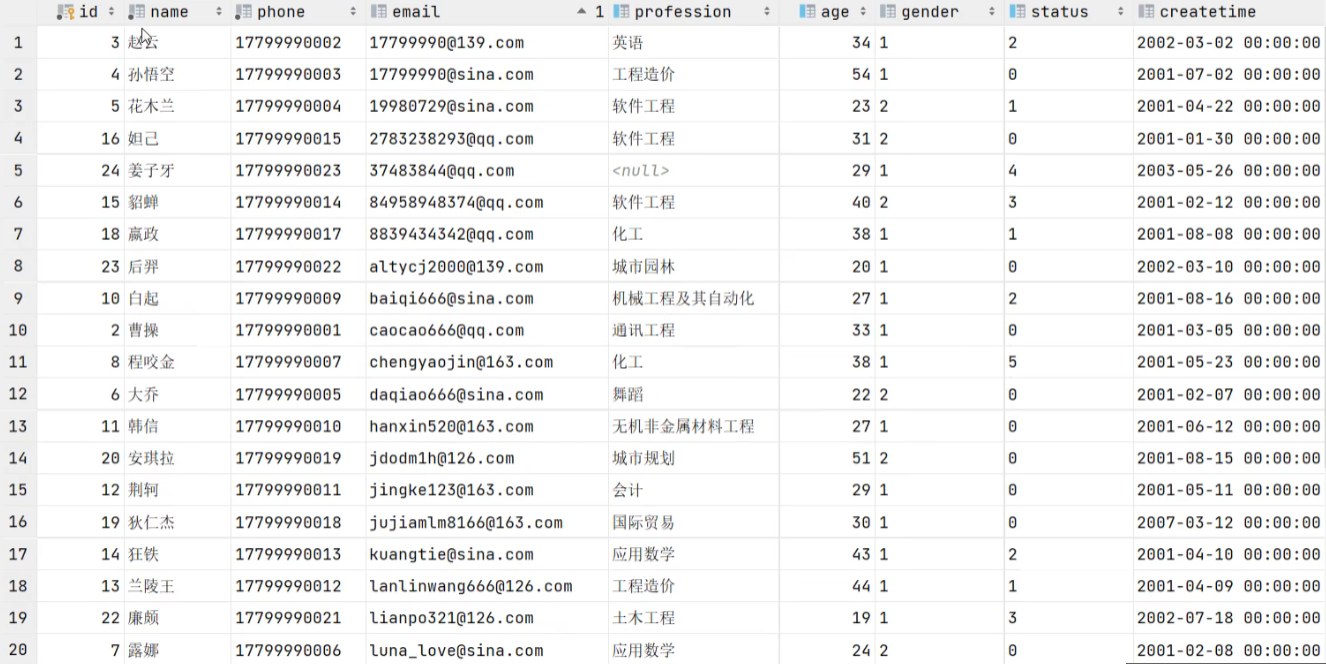 id name phone email 1 profession age gender status createtime
1 3 赵云 17799990002 17799990@139.com 英语 34 1 2 2002-03-02 00:00:00
2 4 孙悟空 17799990003 17799990@sina.com 工程造价 54 1 0 2001-07-02 00:00:00
3 5 花木兰 17799990004 19980729@sina.com 软件工程 23 2 1 2001-04-22 00:00:00
4 16 妲己 17799990015 2783238293@qq.com 软件工程 31 2 0 2001-01-30 00:00:00
5 24 姜子牙 17799990023 37483844@qq.com <null> 29 1 4 2003-05-26 00:00:00
6 15 貂蝉 17799990014 84958948374@qq.com 软件工程 40 2 3 2001-02-12 00:00:00
7 18 嬴政 17799990017 8839434342@qq.com 化工 38 1 1 2001-08-08 00:00:00
8 23 后羿 17799990022 altycj2000@139.com 城市园林 20 1 0 2002-03-10 00:00:00
9 10 白起 17799990009 baiqi666@sina.com 机械工程及其自动化 27 1 2 2001-08-16 00:00:00
10 2 曹操 17799990001 caocao666@qq.com 通讯工程 33 1 0 2001-03-05 00:00:00
11 8 程咬金 17799990007 chengyaojin@163.com 化工 38 1 5 2001-05-23 00:00:00
12 6 大乔 17799990005 daqiao666@sina.com 舞蹈 22 2 0 2001-02-07 00:00:00
13 11 韩信 17799990010 hanxin520@163.com 无机非金属材料工程 27 1 0 2001-06-12 00:00:00
14 20 安琪拉 17799990019 jdodm1h@126.com 城市规划 51 2 0 2001-08-15 00:00:00
15 12 荆轲 17799990011 jingke123@163.com 会计 29 1 0 2001-05-11 00:00:00
16 19 狄仁杰 17799990018 jujiamlm8166@163.com 国际贸易 30 1 0 2007-03-12 00:00:00
17 14 狂铁 17799990013 kuangtie@sina.com 应用数学 43 1 2 2001-04-10 00:00:00
18 13 兰陵王 17799990012 lanlinwang666@126.com 工程造价 44 1 1 2001-04-09 00:00:00
19 22 廉颇 17799990021 lianpo321@126.com 土木工程 19 1 3 2002-07-18 00:00:00
20 7 露娜 17799990006 luna_love@sina.com 应用数学 24 2 0 2001-02-08 00:00:00